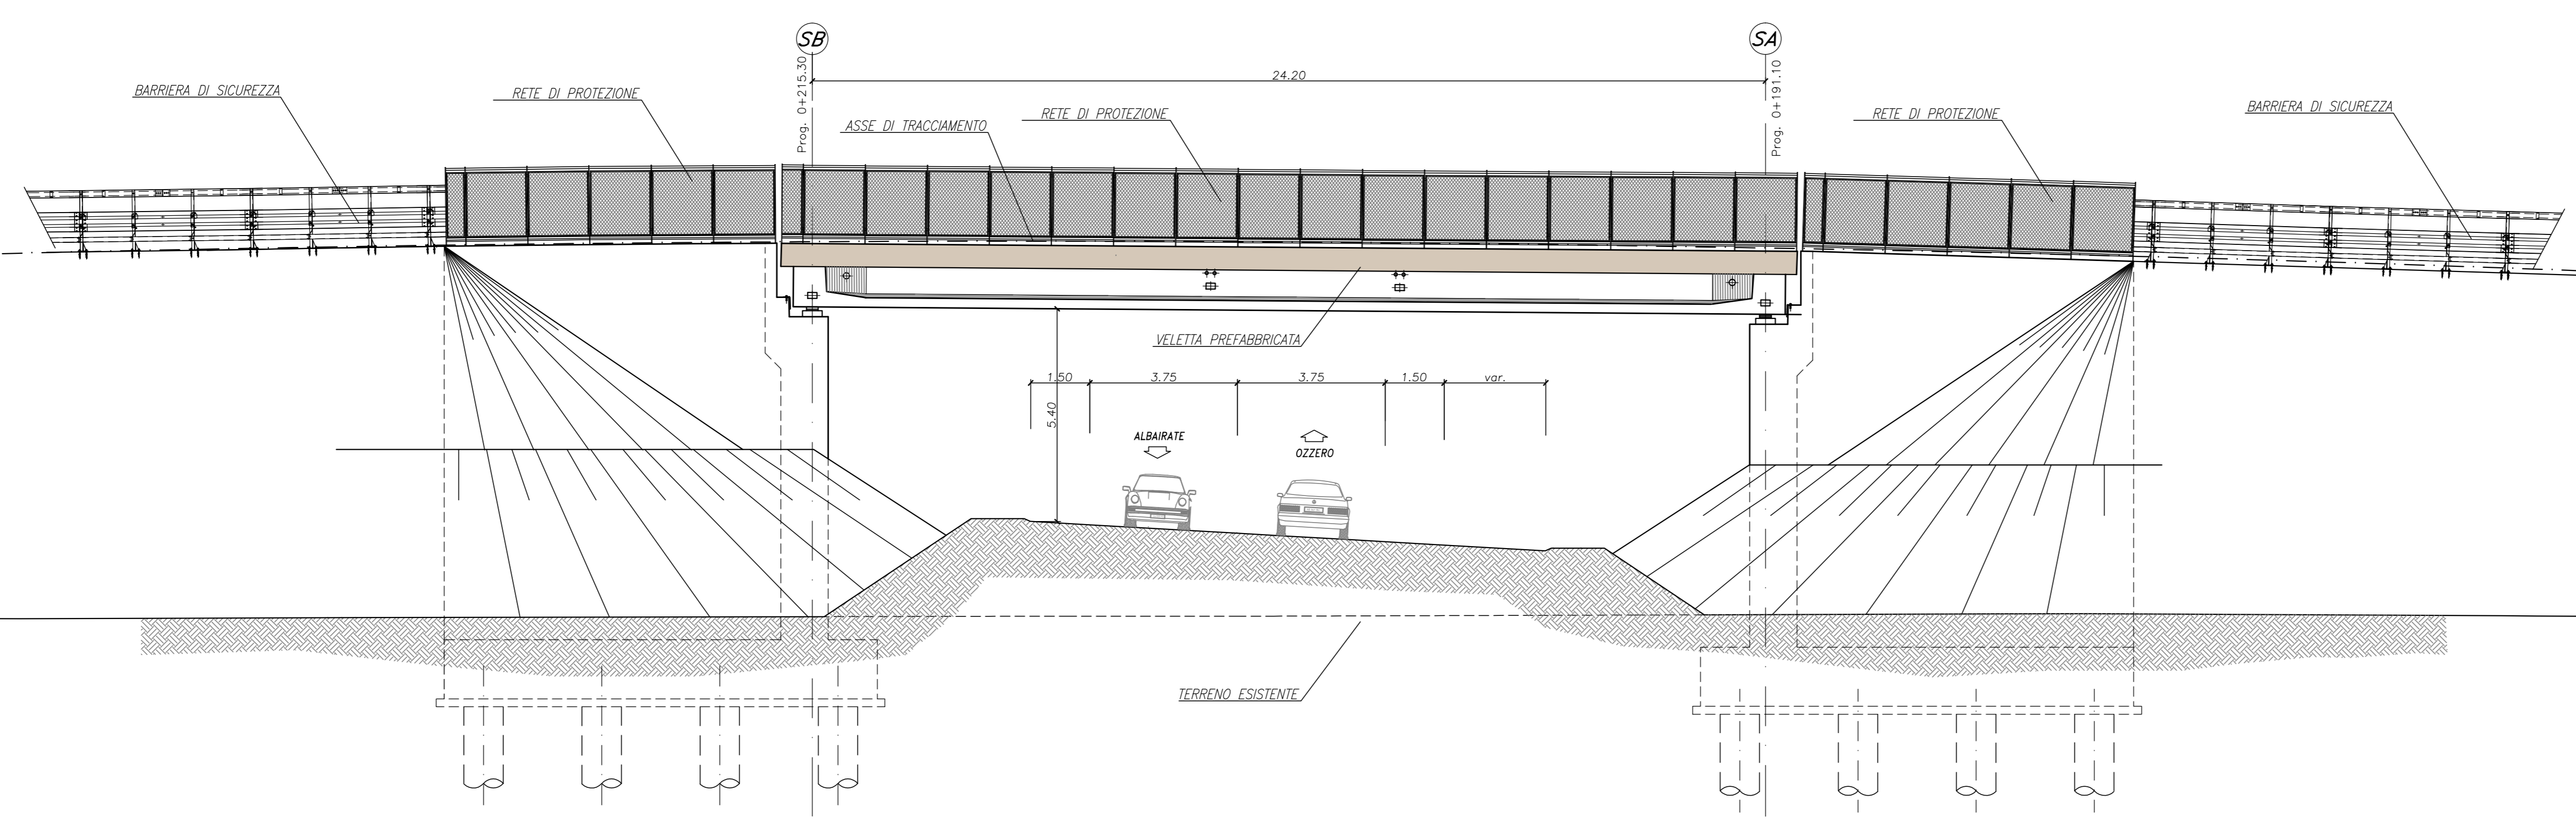 SB
SA
Prog. 0+215.30
24.20
Prog. 0+191.10
BARRIERA DI SICUREZZA
RETE DI PROTEZIONE
ASSE DI TRACCIAMENTO
RETE DI PROTEZIONE
RETE DI PROTEZIONE
BARRIERA DI SICUREZZA
VELETTA PREFABBRICATA
1.50
3.75
3.75
1.50
var.
5.40
ALBAIRATE
OZZERO
TERRENO ESISTENTE